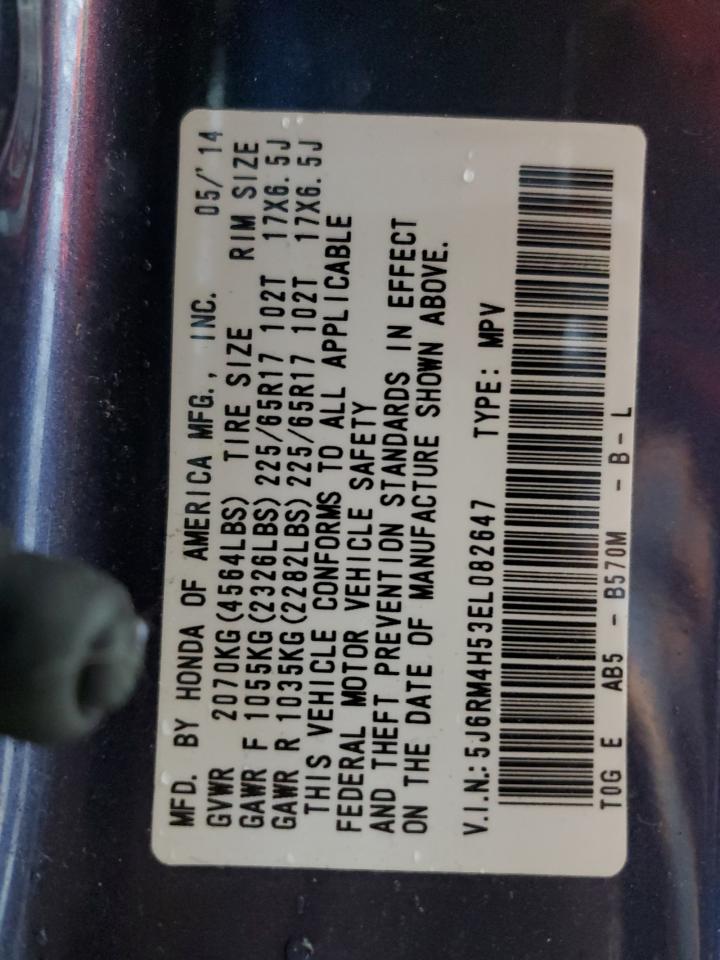 MFD. BY HONDA OF AMERICA MFG., INC. 05/'14
GVWR 2070KG(4564LBS) TIRE SIZE RIM SIZE
GAWR F 1055KG(2326LBS) 225/65R17 102T 17X6.5J
GAWR R 1035KG(2282LBS) 225/65R17 102T 17X6.5J
THIS VEHICLE CONFORMS TO ALL APPLICABLE
FEDERAL MOTOR VEHICLE SAFETY
AND THEFT PREVENTION STANDARDS IN EFFECT
ON THE DATE OF MANUFACTURE SHOWN ABOVE.
V.I.N.: 5J6RM4H53EL082647 TYPE: MPV
T0G E AB5 - B570M - B - L